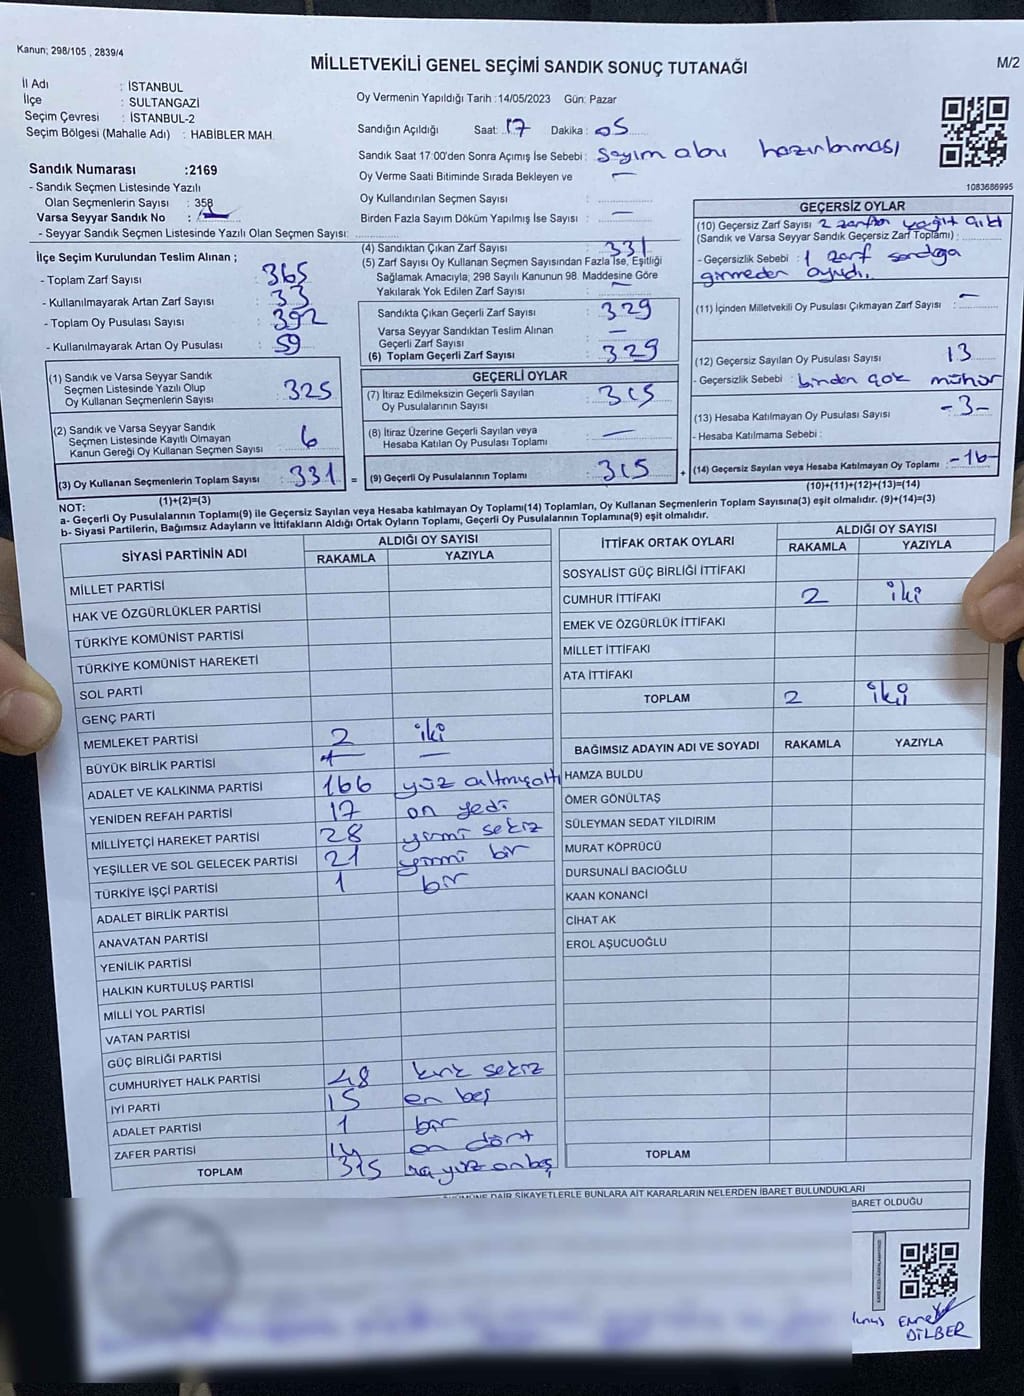 Kanun; 298/105 , 2839/4
MİLLETVEKİLİ GENEL SEÇİMİ SANDIK SONUÇ TUTANAĞI
M/2
İl Adı : İSTANBUL
İlçe : SULTANGAZİ
Seçim Çevresi : İSTANBUL-2
Seçim Bölgesi (Mahalle Adı) : HABİBLER MAH.
Oy Vermenin Yapıldığı Tarih :14/05/2023 Gün: Pazar
Sandığın Açıldığı Saat: 17 Dakika: 05
Sandık Saat 17:00'den Sonra Açımış İse Sebebi: Sayım alanı hazırlanması
Oy Verme Saati Bitiminde Sırada Bekleyen ve
Oy Kullandırılan Seçmen Sayısı : —
Birden Fazla Sayım Döküm Yapılmış İse Sayısı : —
1083686995
Sandık Numarası :2169
- Sandık Seçmen Listesinde Yazılı
Olan Seçmenlerin Sayısı : 358
Varsa Seyyar Sandık No :
- Seyyar Sandık Seçmen Listesinde Yazılı Olan Seçmen Sayısı:
İlçe Seçim Kurulundan Teslim Alınan ;
- Toplam Zarf Sayısı : 365
- Kullanılmayarak Artan Zarf Sayısı : 33
- Toplam Oy Pusulası Sayısı : 392
- Kullanılmayarak Artan Oy Pusulası : 59
(1) Sandık ve Varsa Seyyar Sandık
Seçmen Listesinde Yazılı Olup
Oy Kullanan Seçmenlerin Sayısı : 325
(2) Sandık ve Varsa Seyyar Sandık
Seçmen Listesinde Kayıtlı Olmayan
Kanun Gereği Oy Kullanan Seçmen Sayısı : 6
(3) Oy Kullanan Seçmenlerin Toplam Sayısı : 331 =
(1)+(2)=(3)
(4) Sandıktan Çıkan Zarf Sayısı : 331
(5) Zarf Sayısı Oy Kullanan Seçmen Sayısından Fazla İse, Eşitliği
Sağlamak Amacıyla; 298 Sayılı Kanunun 98. Maddesine Göre
Yakılarak Yok Edilen Zarf Sayısı : —
Sandıkta Çıkan Geçerli Zarf Sayısı : 329
Varsa Seyyar Sandıktan Teslim Alınan
Geçerli Zarf Sayısı : —
(6) Toplam Geçerli Zarf Sayısı : 329
GEÇERLİ OYLAR
(7) İtiraz Edilmeksizin Geçerli Sayılan
Oy Pusulalarının Sayısı : 315
(8) İtiraz Üzerine Geçerli Sayılan veya
Hesaba Katılan Oy Pusulası Toplamı : —
(9) Geçerli Oy Pusulalarının Toplamı : 315 +
GEÇERSİZ OYLAR
(10) Geçersiz Zarf Sayısı 2 zarftan kağıt çıktı
(Sandık ve Varsa Seyyar Sandık Geçersiz Zarf Toplamı) :
- Geçersizlik Sebebi : 1 zarf sandığa
girmeden
(11) İçinden Milletvekili Oy Pusulası Çıkmayan Zarf Sayısı : —
(12) Geçersiz Sayılan Oy Pusulası Sayısı : 13
- Geçersizlik Sebebi : birden çok mühür
(13) Hesaba Katılmayan Oy Pusulası Sayısı : -3-
- Hesaba Katılmama Sebebi :
(14) Geçersiz Sayılan veya Hesaba Katılmayan Oy Toplamı : -16-
(10)+(11)+(12)+(13)=(14)
NOT:
a- Geçerli Oy Pusulalarının Toplamı(9) ile Geçersiz Sayılan veya Hesaba katılmayan Oy Toplamı(14) Toplamları, Oy Kullanan Seçmenlerin Toplam Sayısına(3) eşit olmalıdır. (9)+(14)=(3)
b- Siyasi Partilerin, Bağımsız Adayların ve İttifakların Aldığı Ortak Oyların Toplamı, Geçerli Oy Pusulalarının Toplamına(9) eşit olmalıdır.
SİYASİ PARTİNİN ADI ALDIĞI OY SAYISI
RAKAMLA YAZIYLA
MİLLET PARTİSİ
HAK VE ÖZGÜRLÜKLER PARTİSİ
TÜRKİYE KOMÜNİST PARTİSİ
TÜRKİYE KOMÜNİST HAREKETİ
SOL PARTİ
GENÇ PARTİ
MEMLEKET PARTİSİ 2 iki
BÜYÜK BİRLİK PARTİSİ — —
ADALET VE KALKINMA PARTİSİ 166 yüz altmışaltı
YENİDEN REFAH PARTİSİ 17 on yedi
MİLLİYETÇİ HAREKET PARTİSİ 28 yirmi sekiz
YEŞİLLER VE SOL GELECEK PARTİSİ 21 yirmi bir
TÜRKİYE İŞÇİ PARTİSİ 1 bir
ADALET BİRLİK PARTİSİ
ANAVATAN PARTİSİ
YENİLİK PARTİSİ
HALKIN KURTULUŞ PARTİSİ
MİLLİ YOL PARTİSİ
VATAN PARTİSİ
GÜÇ BİRLİĞİ PARTİSİ
CUMHURİYET HALK PARTİSİ 48 kırk sekiz
İYİ PARTİ 15 on beş
ADALET PARTİSİ 1 bir
ZAFER PARTİSİ 14 on dört
TOPLAM 315 yüz onbeş
İTTİFAK ORTAK OYLARI ALDIĞI OY SAYISI
RAKAMLA YAZIYLA
SOSYALİST GÜÇ BİRLİĞİ İTTİFAKI
CUMHUR İTTİFAKI 2 iki
EMEK VE ÖZGÜRLÜK İTTİFAKI
MİLLET İTTİFAKI
ATA İTTİFAKI
TOPLAM 2 iki
BAĞIMSIZ ADAYIN ADI VE SOYADI RAKAMLA YAZIYLA
HAMZA BULDU
ÖMER GÖNÜLTAŞ
SÜLEYMAN SEDAT YILDIRIM
MURAT KÖPRÜCÜ
DURSUNALİ BACIOĞLU
KAAN KONANCİ
CİHAT AK
EROL AŞUCUOĞLU
TOPLAM
DAİR ŞİKAYETLERLE BUNLARA AİT KARARLARIN NELERDEN İBARET BULUNDUKLARI
BARET OLDUĞU
DİLBER